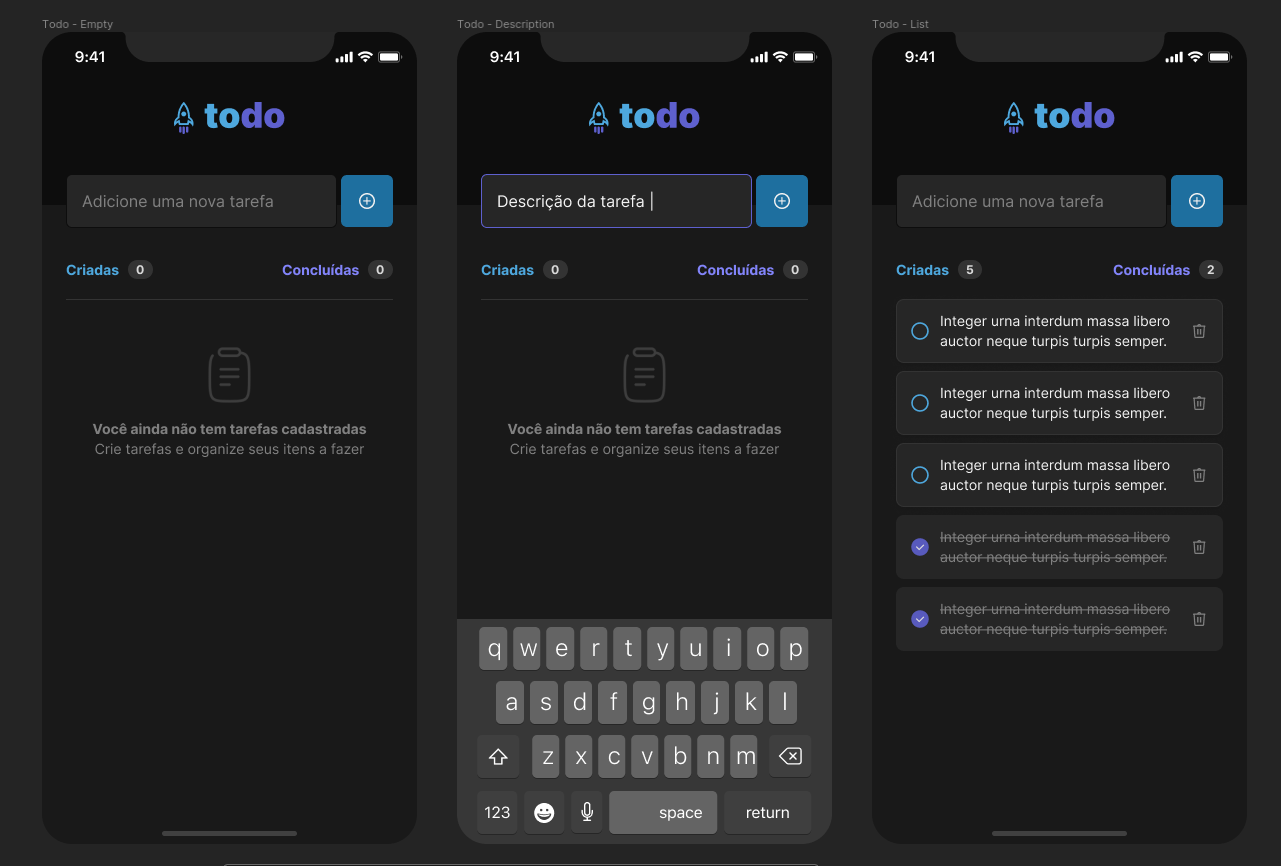 Todo - Empty
9:41
todo
Adicione uma nova tarefa
Criadas 0
Concluídas 0
Você ainda não tem tarefas cadastradas
Crie tarefas e organize seus itens a fazer
Todo - Description
9:41
todo
Descrição da tarefa
Criadas 0
Concluídas 0
Você ainda não tem tarefas cadastradas
Crie tarefas e organize seus itens a fazer
q w e r t y u i o p
a s d f g h j k l
z x c v b n m
123 space return
Todo - List
9:41
todo
Adicione uma nova tarefa
Criadas 5
Concluídas 2
Integer urna interdum massa libero
auctor neque turpis turpis semper.
Integer urna interdum massa libero
auctor neque turpis turpis semper.
Integer urna interdum massa libero
auctor neque turpis turpis semper.
Integer urna interdum massa libero
auctor neque turpis turpis semper.
Integer urna interdum massa libero
auctor neque turpis turpis semper.